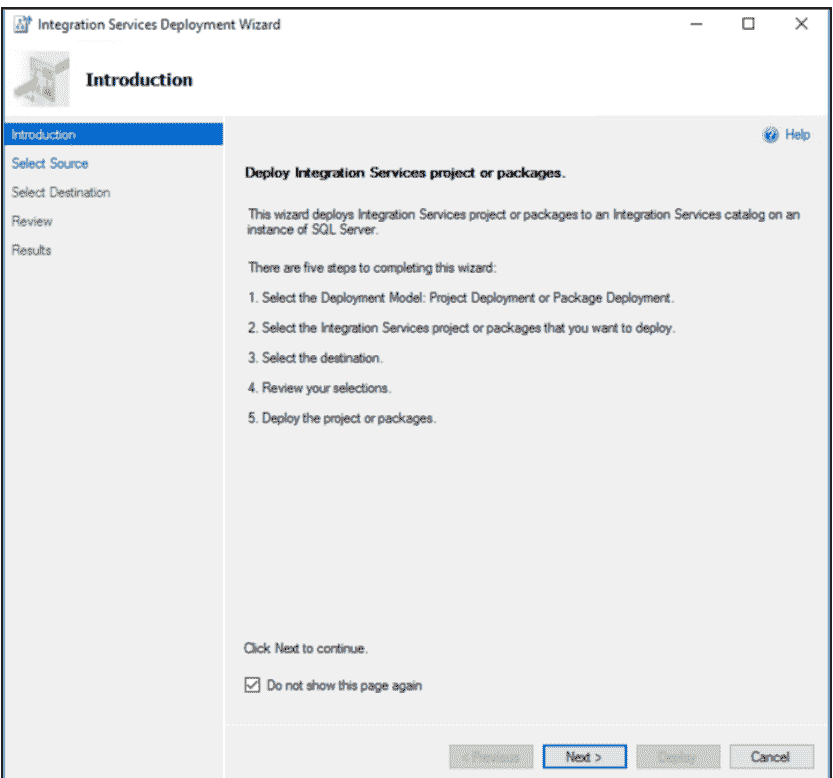 Integration Services Deployment Wizard
Introduction
Introduction
Select Source
Select Destination
Review
Results
Help
Deploy Integration Services project or packages.
This wizard deploys Integration Services project or packages to an Integration Services catalog on an
instance of SQL Server.
There are five steps to completing this wizard:
1. Select the Deployment Model: Project Deployment or Package Deployment.
2. Select the Integration Services project or packages that you want to deploy.
3. Select the destination.
4. Review your selections.
5. Deploy the project or packages.
Click Next to continue.
Do not show this page again
< Previous
Next >
Deploy
Cancel